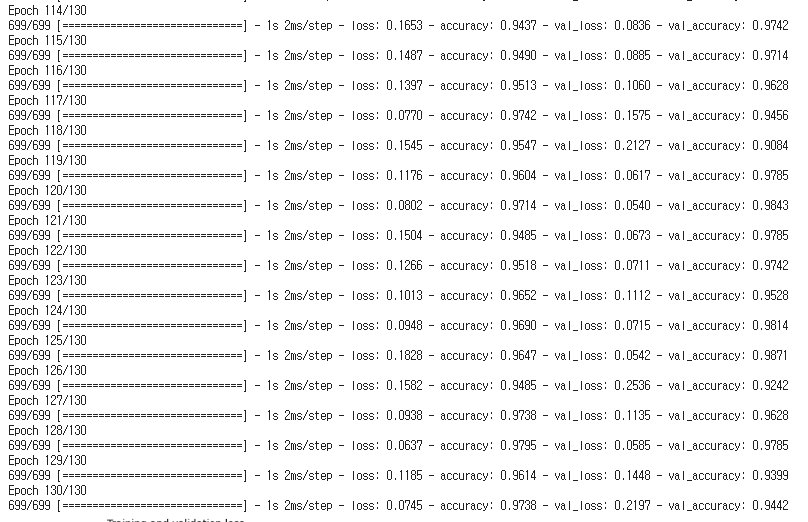 Epoch 114/130
699/699 [==============================] - 1s 2ms/step - loss: 0.1653 - accuracy: 0.9437 - val_loss: 0.0836 - val_accuracy: 0.9742
Epoch 115/130
699/699 [==============================] - 1s 2ms/step - loss: 0.1487 - accuracy: 0.9490 - val_loss: 0.0885 - val_accuracy: 0.9714
Epoch 116/130
699/699 [==============================] - 1s 2ms/step - loss: 0.1397 - accuracy: 0.9513 - val_loss: 0.1060 - val_accuracy: 0.9628
Epoch 117/130
699/699 [==============================] - 1s 2ms/step - loss: 0.0770 - accuracy: 0.9742 - val_loss: 0.1575 - val_accuracy: 0.9456
Epoch 118/130
699/699 [==============================] - 1s 2ms/step - loss: 0.1545 - accuracy: 0.9547 - val_loss: 0.2127 - val_accuracy: 0.9084
Epoch 119/130
699/699 [==============================] - 1s 2ms/step - loss: 0.1176 - accuracy: 0.9604 - val_loss: 0.0617 - val_accuracy: 0.9785
Epoch 120/130
699/699 [==============================] - 1s 2ms/step - loss: 0.0802 - accuracy: 0.9714 - val_loss: 0.0540 - val_accuracy: 0.9843
Epoch 121/130
699/699 [==============================] - 1s 2ms/step - loss: 0.1504 - accuracy: 0.9485 - val_loss: 0.0673 - val_accuracy: 0.9785
Epoch 122/130
699/699 [==============================] - 1s 2ms/step - loss: 0.1266 - accuracy: 0.9518 - val_loss: 0.0711 - val_accuracy: 0.9742
Epoch 123/130
699/699 [==============================] - 1s 2ms/step - loss: 0.1013 - accuracy: 0.9652 - val_loss: 0.1112 - val_accuracy: 0.9528
Epoch 124/130
699/699 [==============================] - 1s 2ms/step - loss: 0.0948 - accuracy: 0.9690 - val_loss: 0.0715 - val_accuracy: 0.9814
Epoch 125/130
699/699 [==============================] - 1s 2ms/step - loss: 0.1828 - accuracy: 0.9647 - val_loss: 0.0542 - val_accuracy: 0.9871
Epoch 126/130
699/699 [==============================] - 1s 2ms/step - loss: 0.1582 - accuracy: 0.9485 - val_loss: 0.2536 - val_accuracy: 0.9242
Epoch 127/130
699/699 [==============================] - 1s 2ms/step - loss: 0.0938 - accuracy: 0.9738 - val_loss: 0.1135 - val_accuracy: 0.9628
Epoch 128/130
699/699 [==============================] - 1s 2ms/step - loss: 0.0637 - accuracy: 0.9795 - val_loss: 0.0585 - val_accuracy: 0.9785
Epoch 129/130
699/699 [==============================] - 1s 2ms/step - loss: 0.1185 - accuracy: 0.9614 - val_loss: 0.1448 - val_accuracy: 0.9399
Epoch 130/130
699/699 [==============================] - 1s 2ms/step - loss: 0.0745 - accuracy: 0.9738 - val_loss: 0.2197 - val_accuracy: 0.9442
Training and validation loss